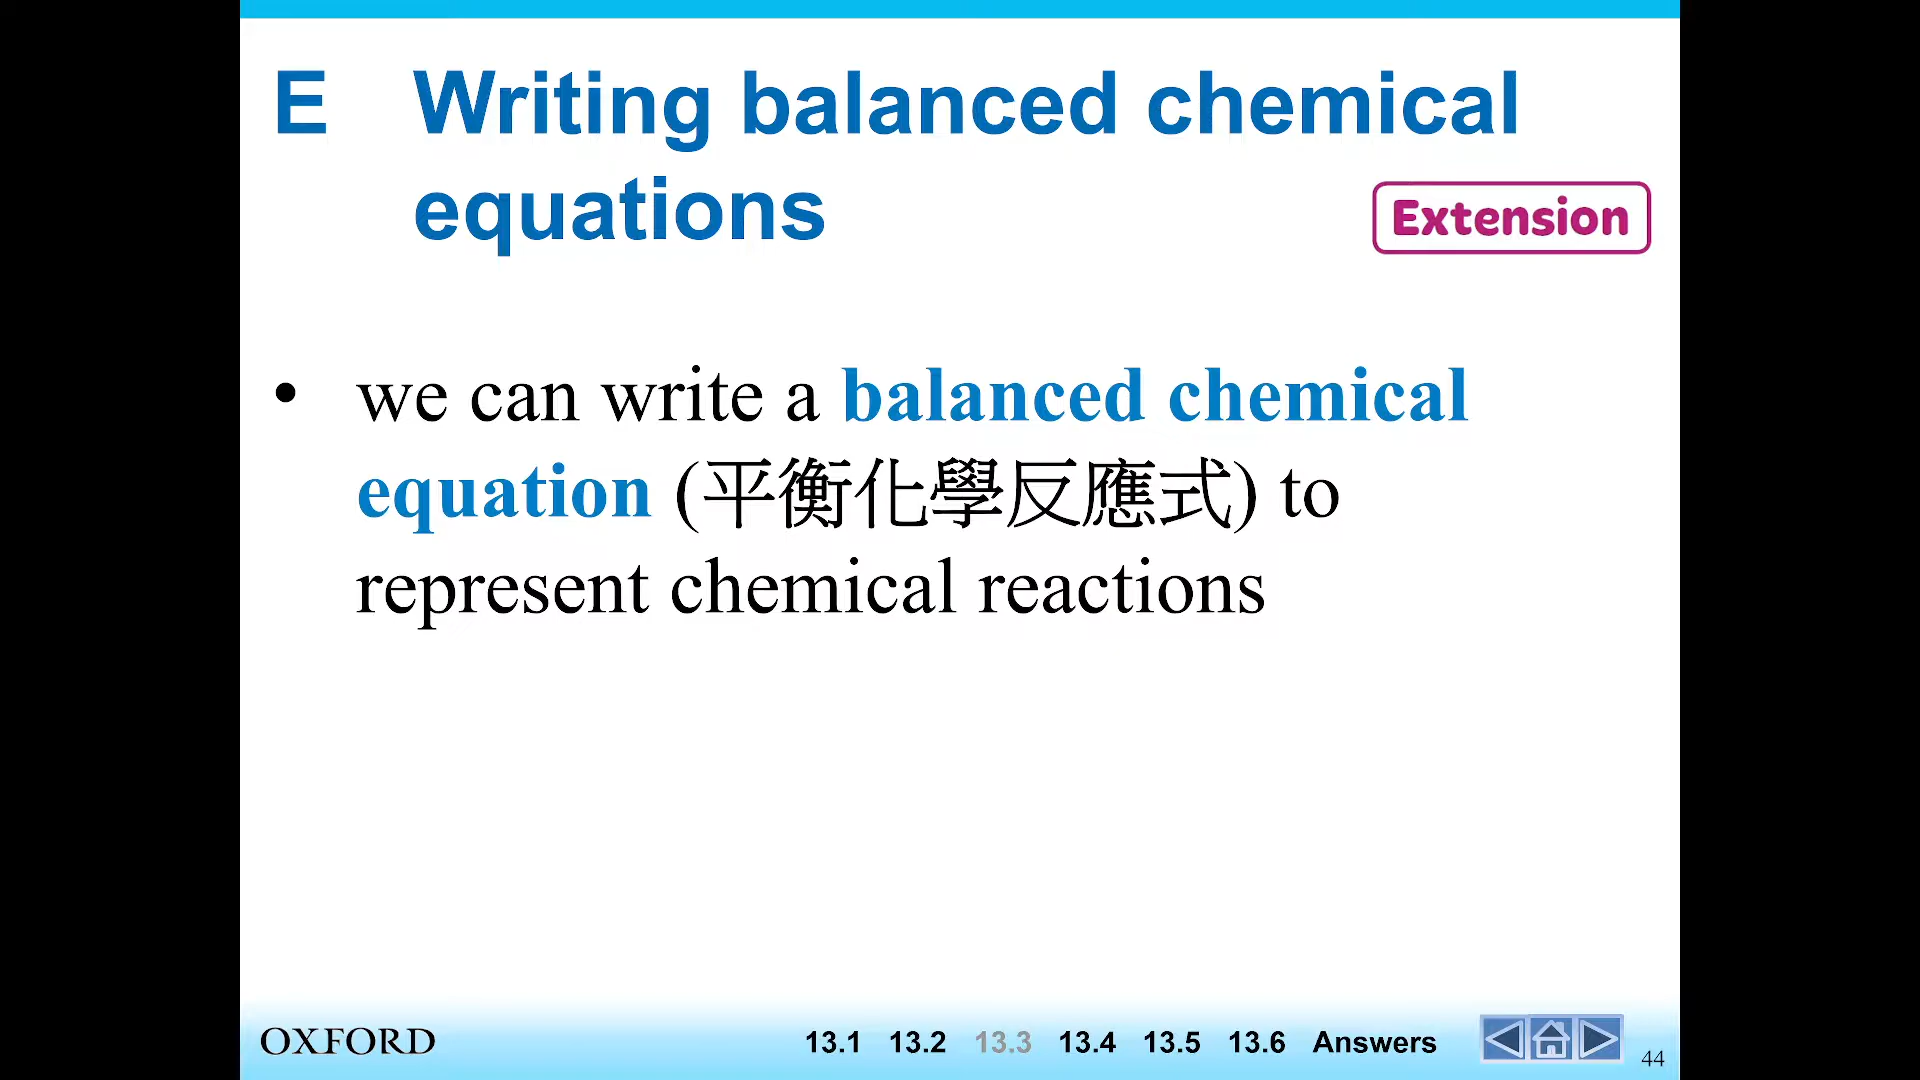 E Writing balanced chemical
equations
Extension
• we can write a balanced chemical
equation (平衡化學反應式) to
represent chemical reactions
OXFORD 13.1 13.2 13.3 13.4 13.5 13.6 Answers
44